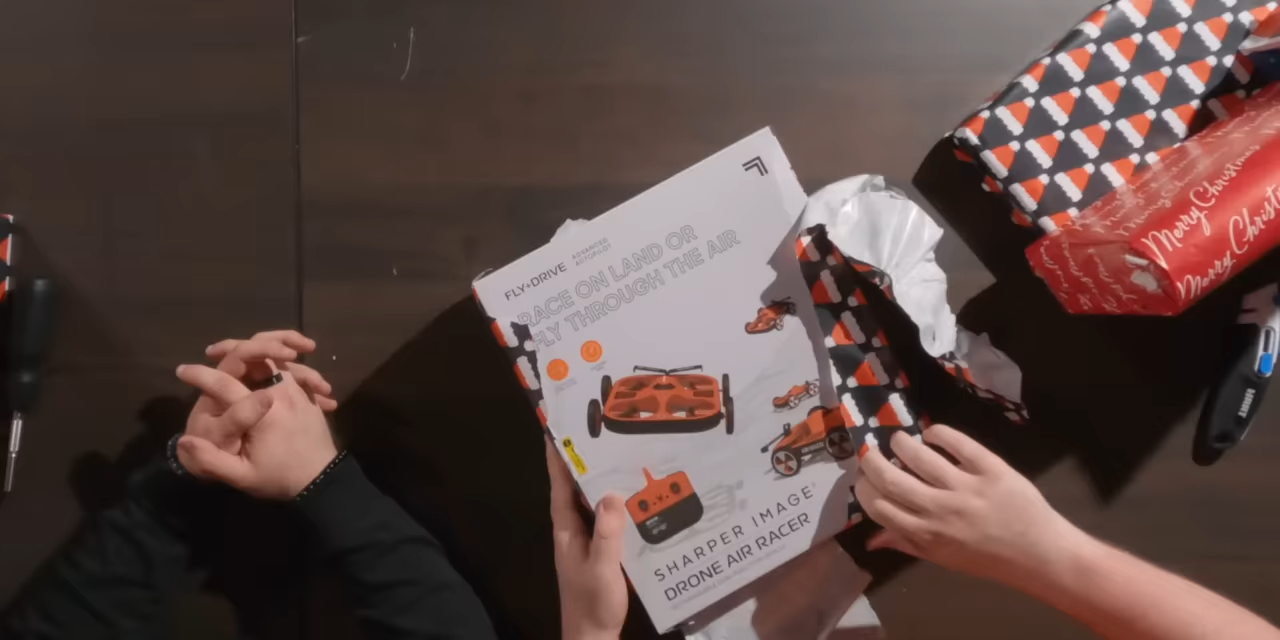 FLY+DRIVE
ADVANCED
AUTOPILOT
RACE ON LAND OR
FLY THROUGH THE AIR
SHARPER IMAGE®
DRONE AIR RACER
Merry Christmas
Merry Christ